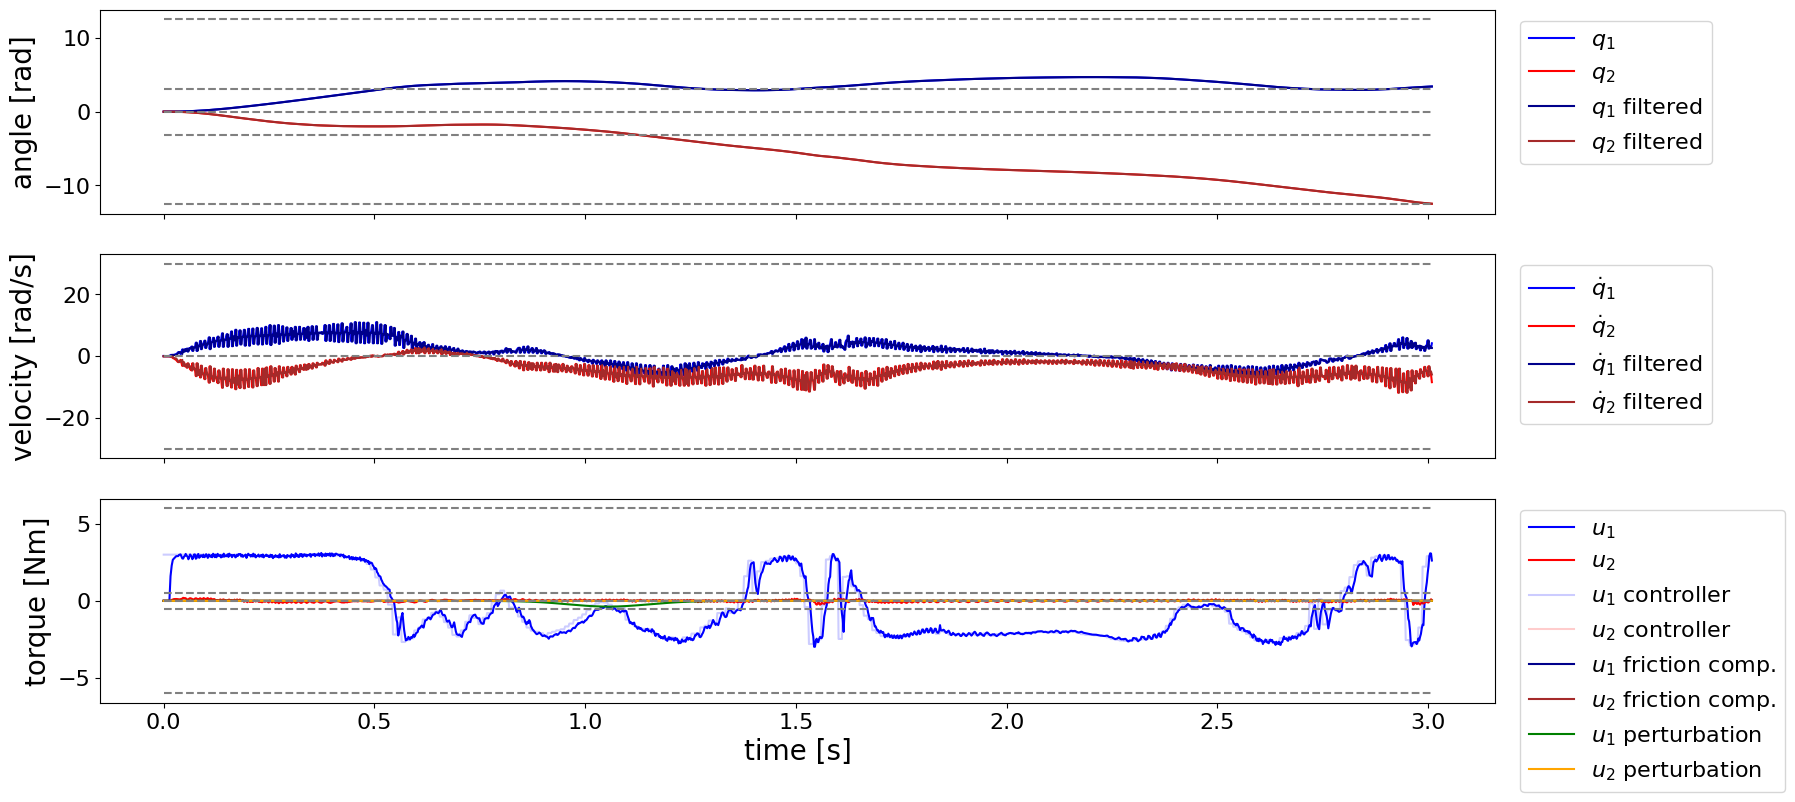 angle [rad]
10
0
−10
q₁
q₂
q₁ filtered
q₂ filtered
velocity [rad/s]
20
0
−20
q̇₁
q̇₂
q̇₁ filtered
q̇₂ filtered
torque [Nm]
5
0
−5
0.0 0.5 1.0 1.5 2.0 2.5 3.0
time [s]
u₁
u₂
u₁ controller
u₂ controller
u₁ friction comp.
u₂ friction comp.
u₁ perturbation
u₂ perturbation